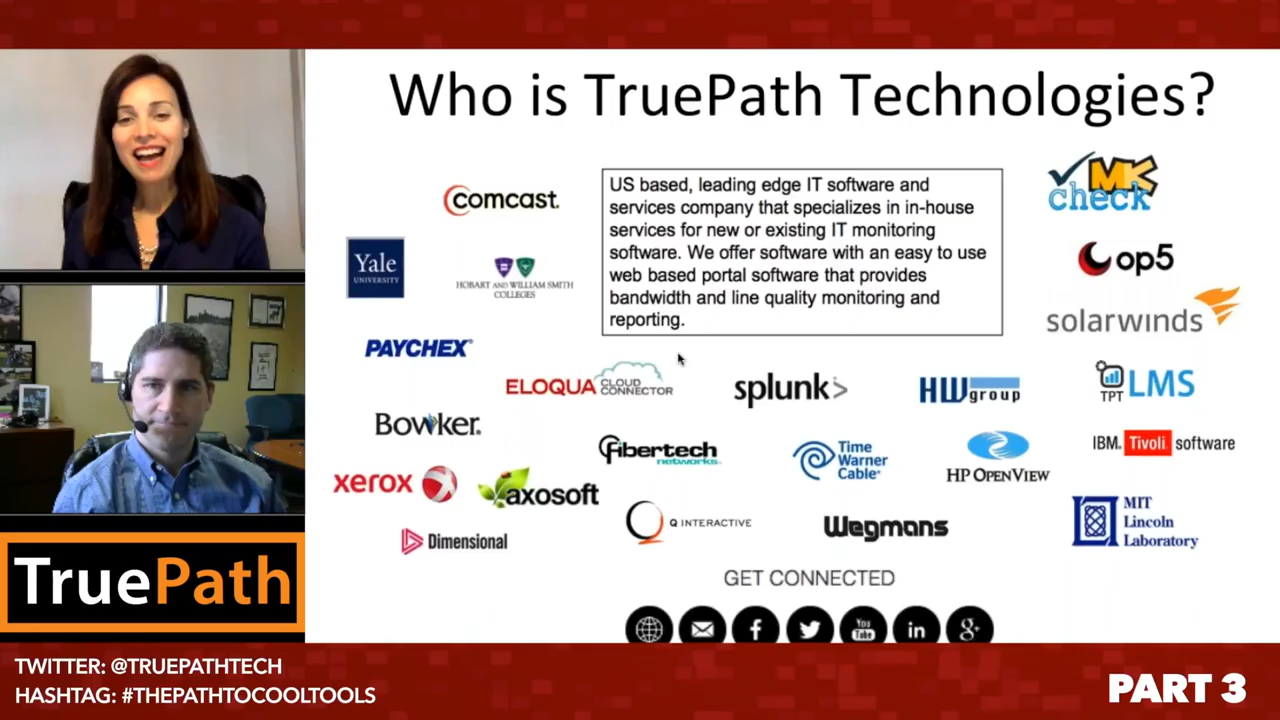 Who is TruePath Technologies?
comcast.
US based, leading edge IT software and
services company that specializes in in-house
services for new or existing IT monitoring
software. We offer software with an easy to use
web based portal software that provides
bandwidth and line quality monitoring and
reporting.
MK
check
Yale
UNIVERSITY
HOBART AND WILLIAM SMITH
COLLEGES
op5
solarwinds
PAYCHEX
ELOQUA CLOUD
CONNECTOR
splunk>
HW group
TPT LMS
Bowker.
fibertech
networks
Time
Warner
Cable
HP OPENVIEW
IBM. Tivoli. software
xerox
axosoft
Q INTERACTIVE
Wegmans
MIT
Lincoln
Laboratory
Dimensional
GET CONNECTED
f
You
Tube
in
g+
TruePath
TWITTER: @TRUEPATHTECH
HASHTAG: #THEPATHTOCOOLTOOLS
PART 3